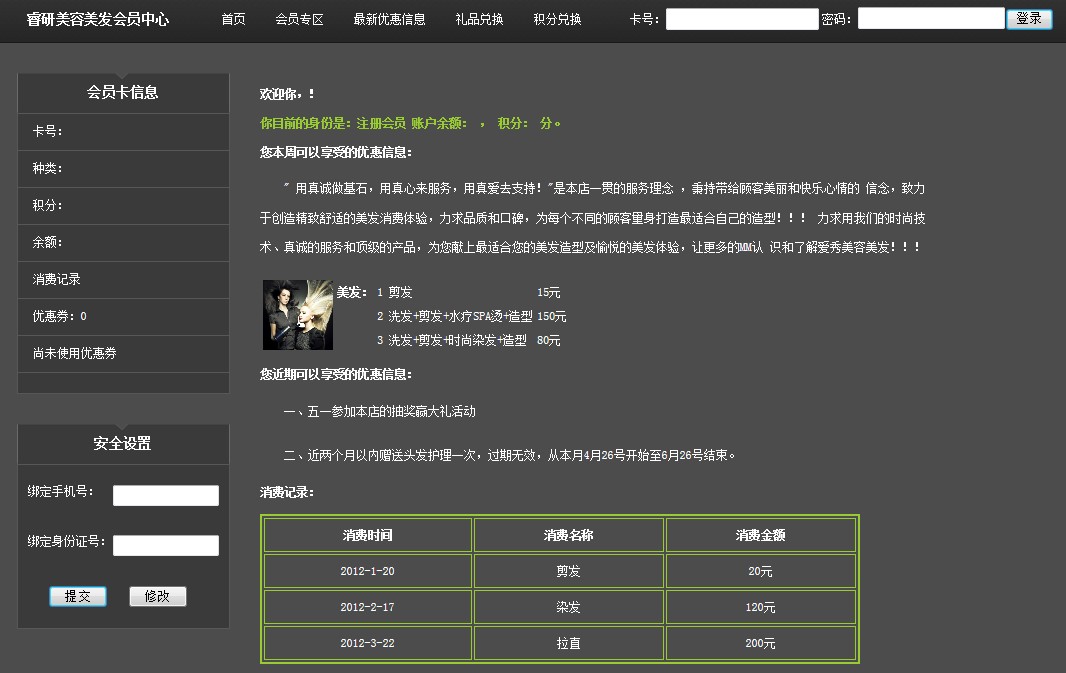 睿研美容美发会员中心 首页 会员专区 最新优惠信息 礼品兑换 积分兑换 卡号: 密码: 登录
会员卡信息
卡号:
种类:
积分:
余额:
消费记录
优惠券: 0
尚未使用优惠券
安全设置
绑定手机号:
绑定身份证号:
提交 修改
欢迎你，!
你目前的身份是: 注册会员 账户余额: ， 积分: 分。
您本周可以享受的优惠信息:
" 用真诚做基石，用真心来服务，用真爱去支持! "是本店一贯的服务理念 ，秉持带给顾客美丽和快乐心情的 信念，致力
于创造精致舒适的美发消费体验，力求品质和口碑，为每个不同的顾客量身打造最适合自己的造型! ! ! 力求用我们的时尚技
术、真诚的服务和顶级的产品，为您献上最适合您的美发造型及愉悦的美发体验，让更多的MM认 识和了解爱秀美容美发! ! !
美发: 1 剪发 15元
2 洗发+剪发+水疗SPA烫+造型 150元
3 洗发+剪发+时尚染发+造型 80元
您近期可以享受的优惠信息:
一、五一参加本店的抽奖赢大礼活动
二、近两个月以内赠送头发护理一次，过期无效，从本月4月26号开始至6月26号结束。
消费记录:
消费时间 消费名称 消费金额
2012-1-20 剪发 20元
2012-2-17 染发 120元
2012-3-22 拉直 200元